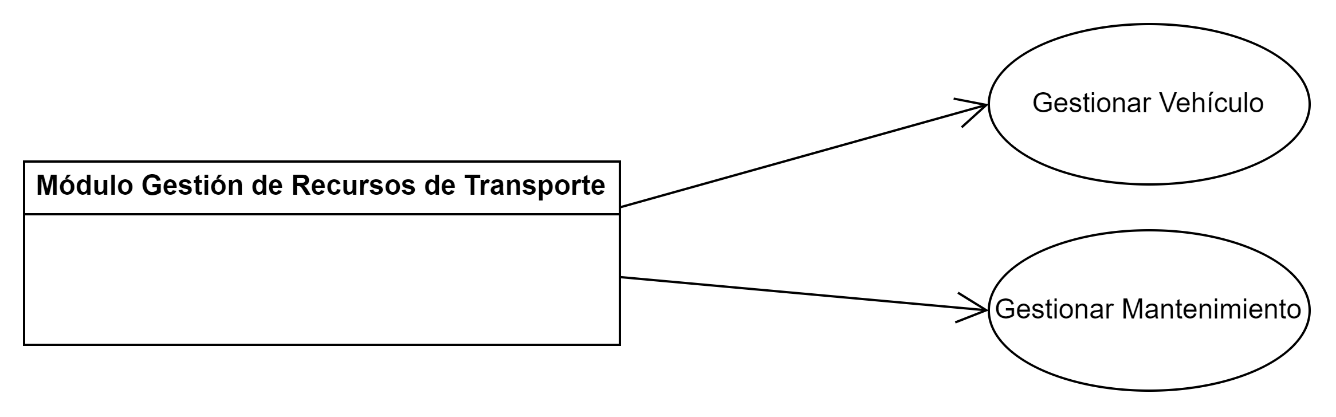 Gestionar Vehículo
Módulo Gestión de Recursos de Transporte
Gestionar Mantenimiento